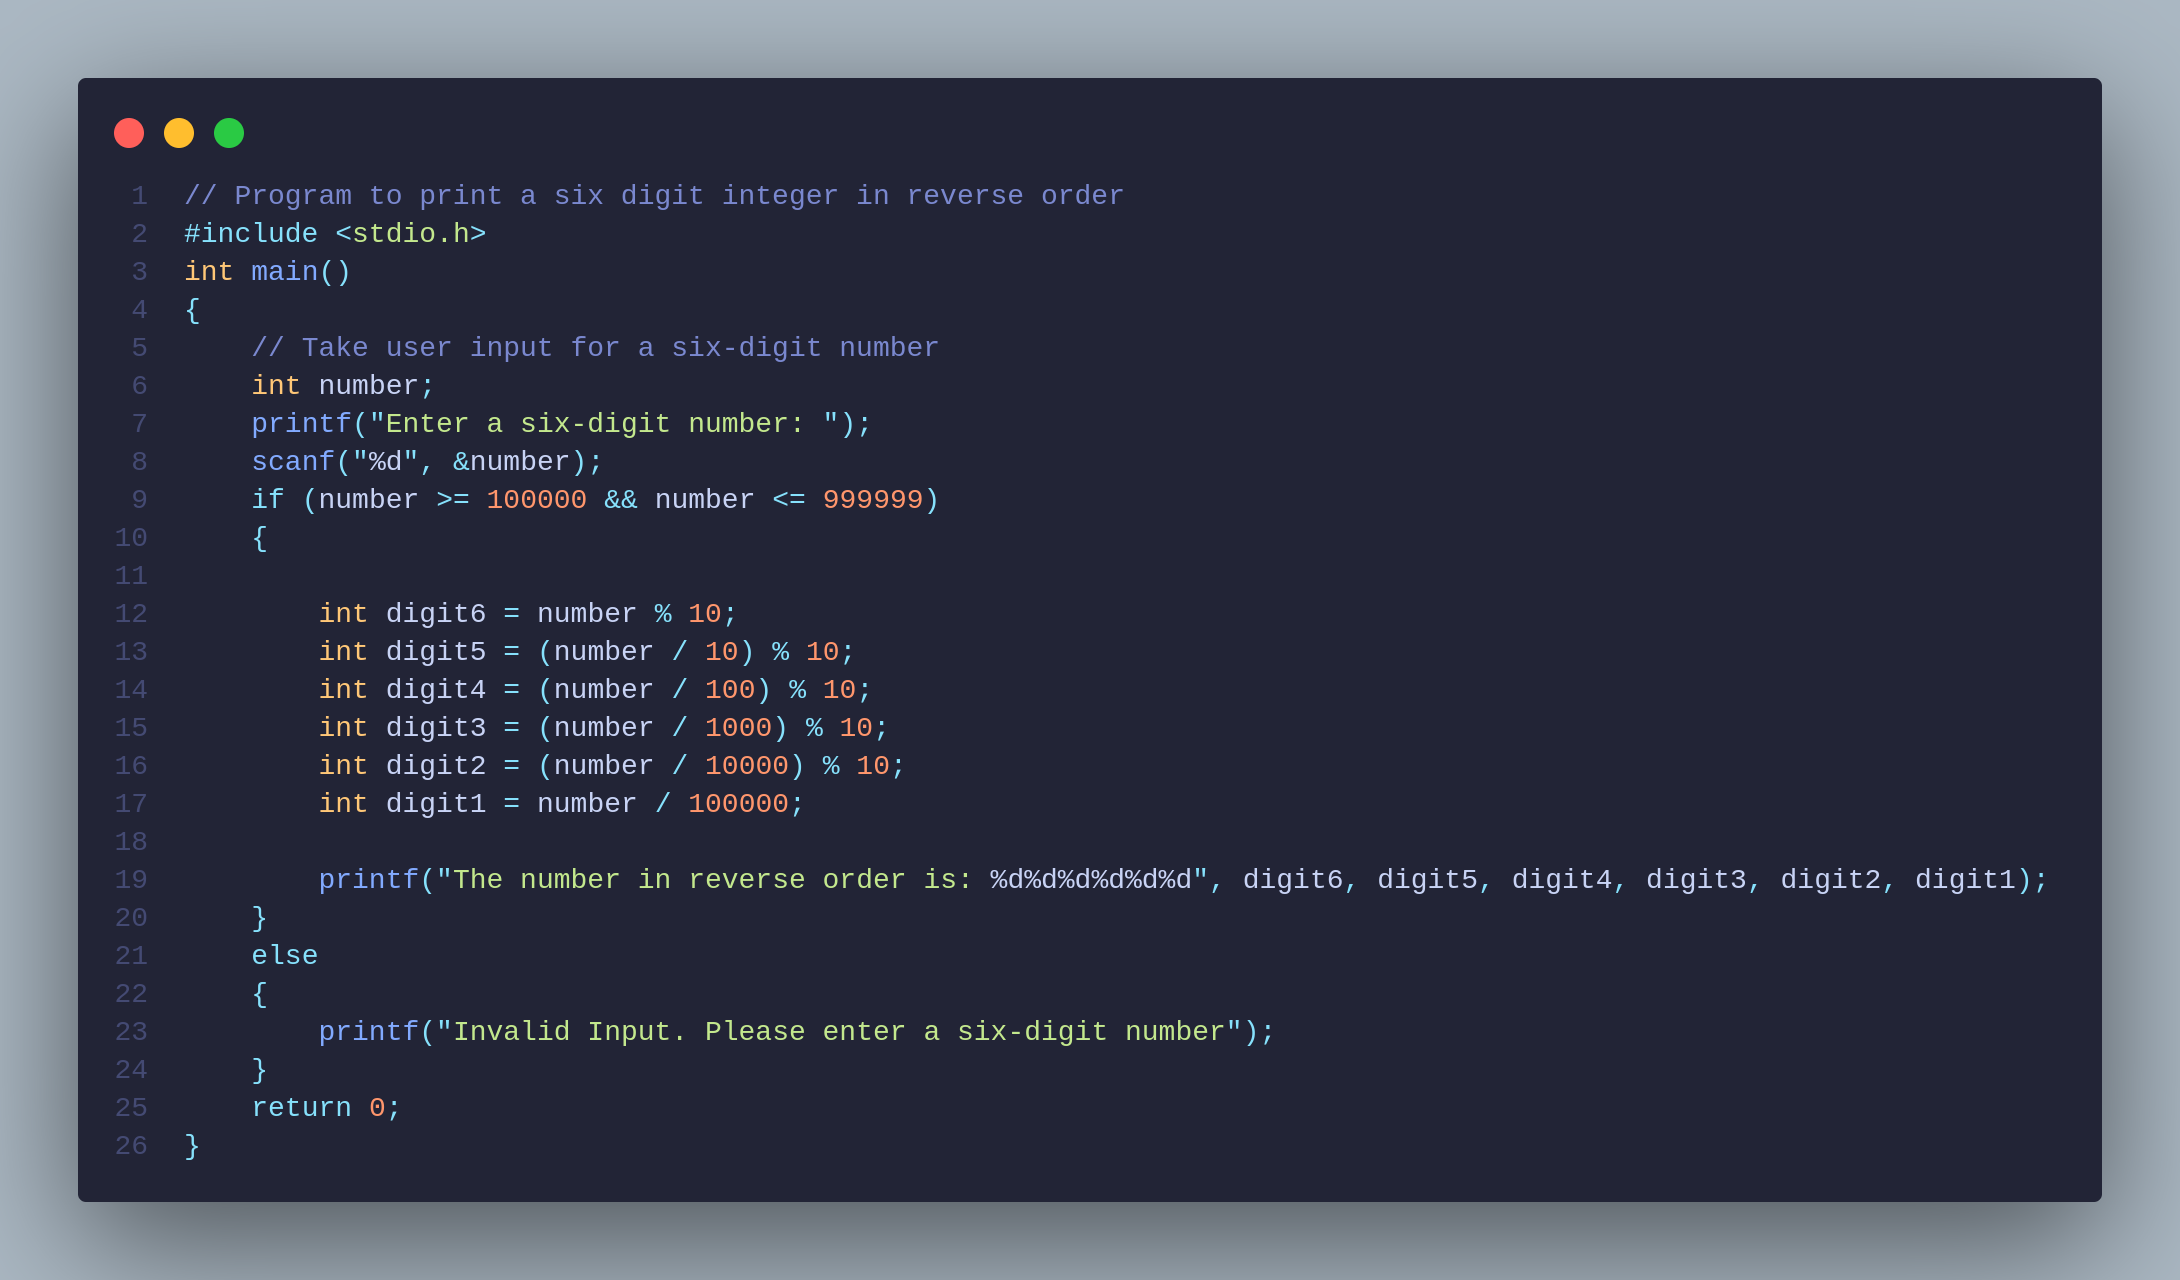 1 // Program to print a six digit integer in reverse order
2 #include <stdio.h>
3 int main()
4 {
5     // Take user input for a six-digit number
6     int number;
7     printf("Enter a six-digit number: ");
8     scanf("%d", &number);
9     if (number >= 100000 && number <= 999999)
10     {
11
12         int digit6 = number % 10;
13         int digit5 = (number / 10) % 10;
14         int digit4 = (number / 100) % 10;
15         int digit3 = (number / 1000) % 10;
16         int digit2 = (number / 10000) % 10;
17         int digit1 = number / 100000;
18
19         printf("The number in reverse order is: %d%d%d%d%d%d", digit6, digit5, digit4, digit3, digit2, digit1);
20     }
21     else
22     {
23         printf("Invalid Input. Please enter a six-digit number");
24     }
25     return 0;
26 }